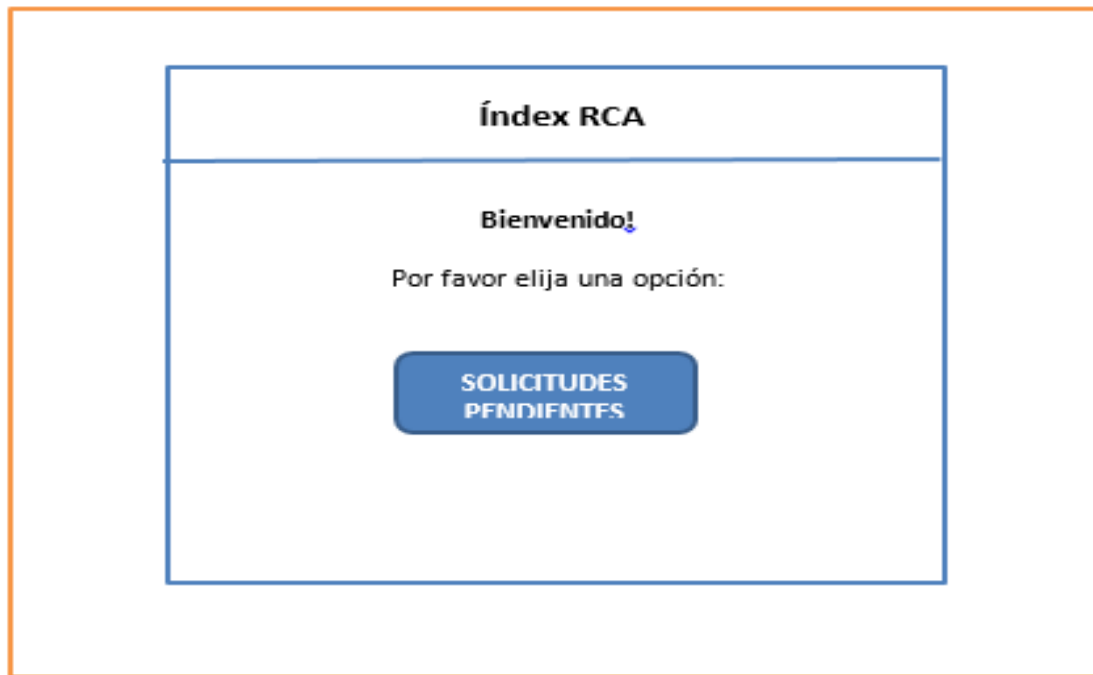 Índex RCA
Bienvenido!
Por favor elija una opción:
SOLICITUDES
PENDIENTES